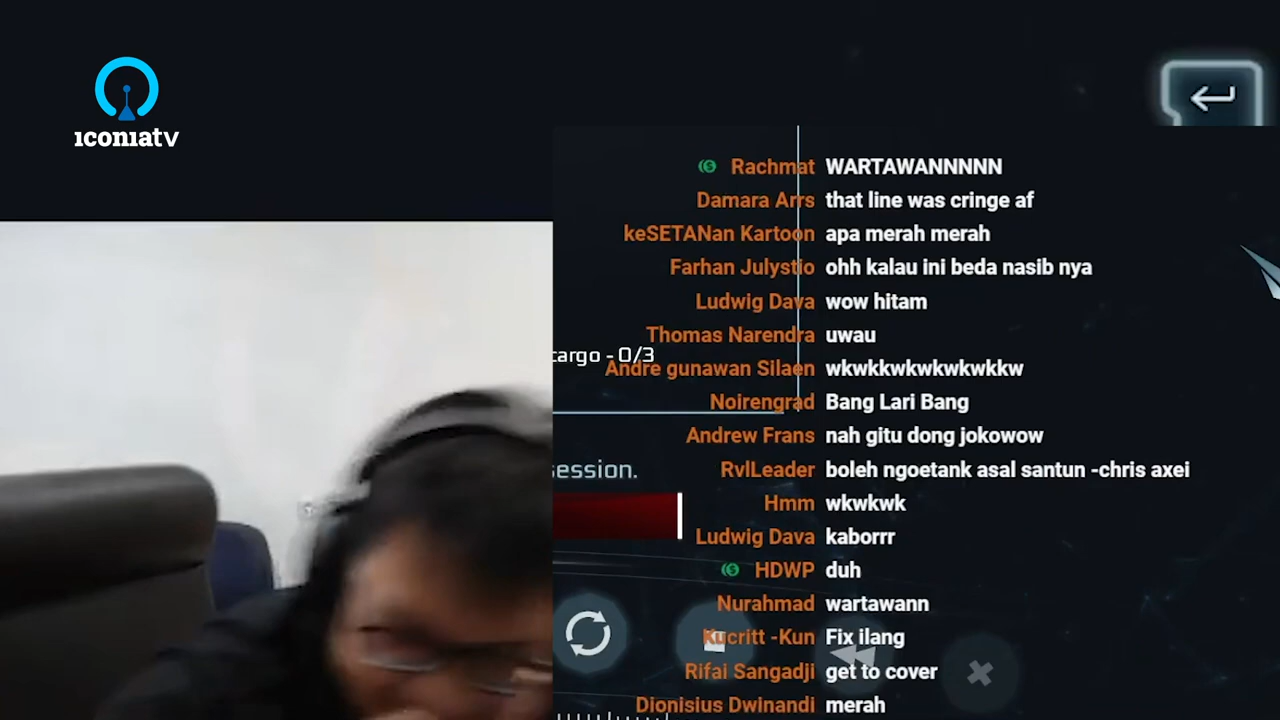 ıconıatv
Rachmat WARTAWANNNNN
Damara Arrs that line was cringe af
keSETANan Kartoon apa merah merah
Farhan Julystio ohh kalau ini beda nasib nya
Ludwig Dava wow hitam
Thomas Narendra uwau
cargo - 0/3
Andre gunawan Silaen wkwkkwkwkwkwkkw
Noirengrad Bang Lari Bang
Andrew Frans nah gitu dong jokowow
session.
RvlLeader boleh ngoetank asal santun -chris axei
Hmm wkwkwk
Ludwig Dava kaborrr
HDWP duh
Nurahmad wartawann
Kucritt -Kun Fix ilang
Rifai Sangadji get to cover
Dionisius Dwinandi merah